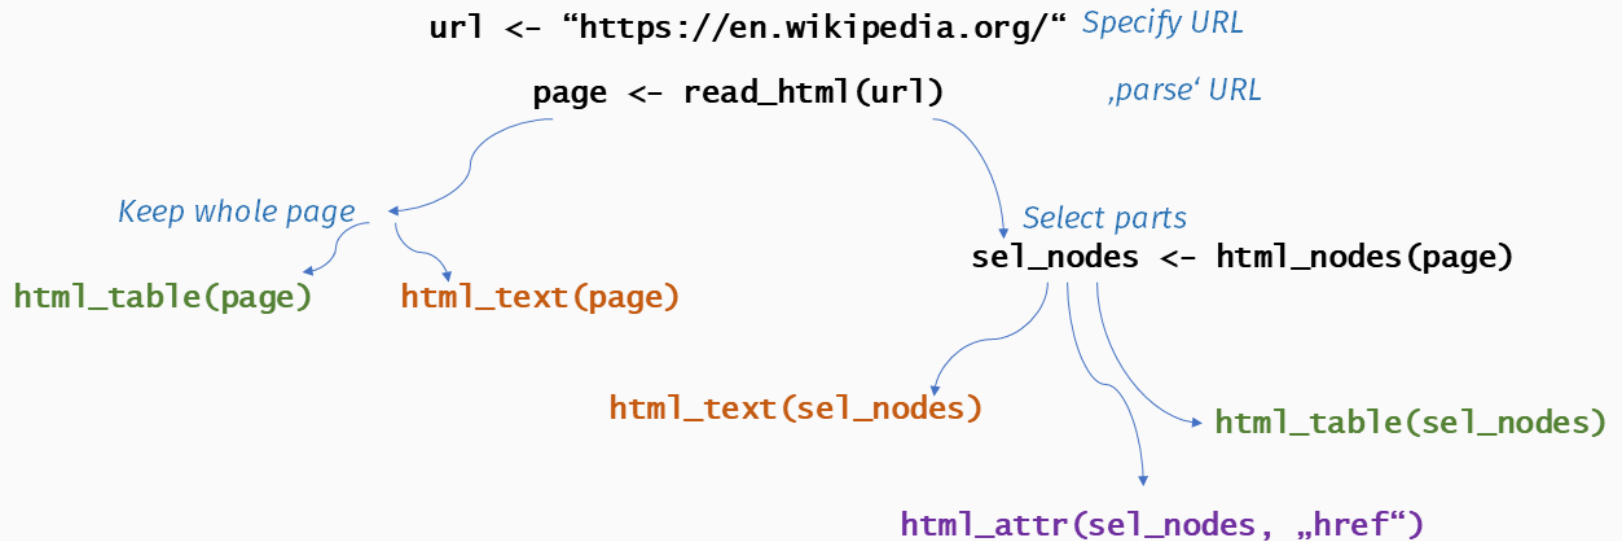 url <- “https://en.wikipedia.org/“ Specify URL
page <- read_html(url) ‚parse‘ URL
Keep whole page
Select parts
sel_nodes <- html_nodes(page)
html_table(page) html_text(page)
html_text(sel_nodes)
html_table(sel_nodes)
html_attr(sel_nodes, „href“)